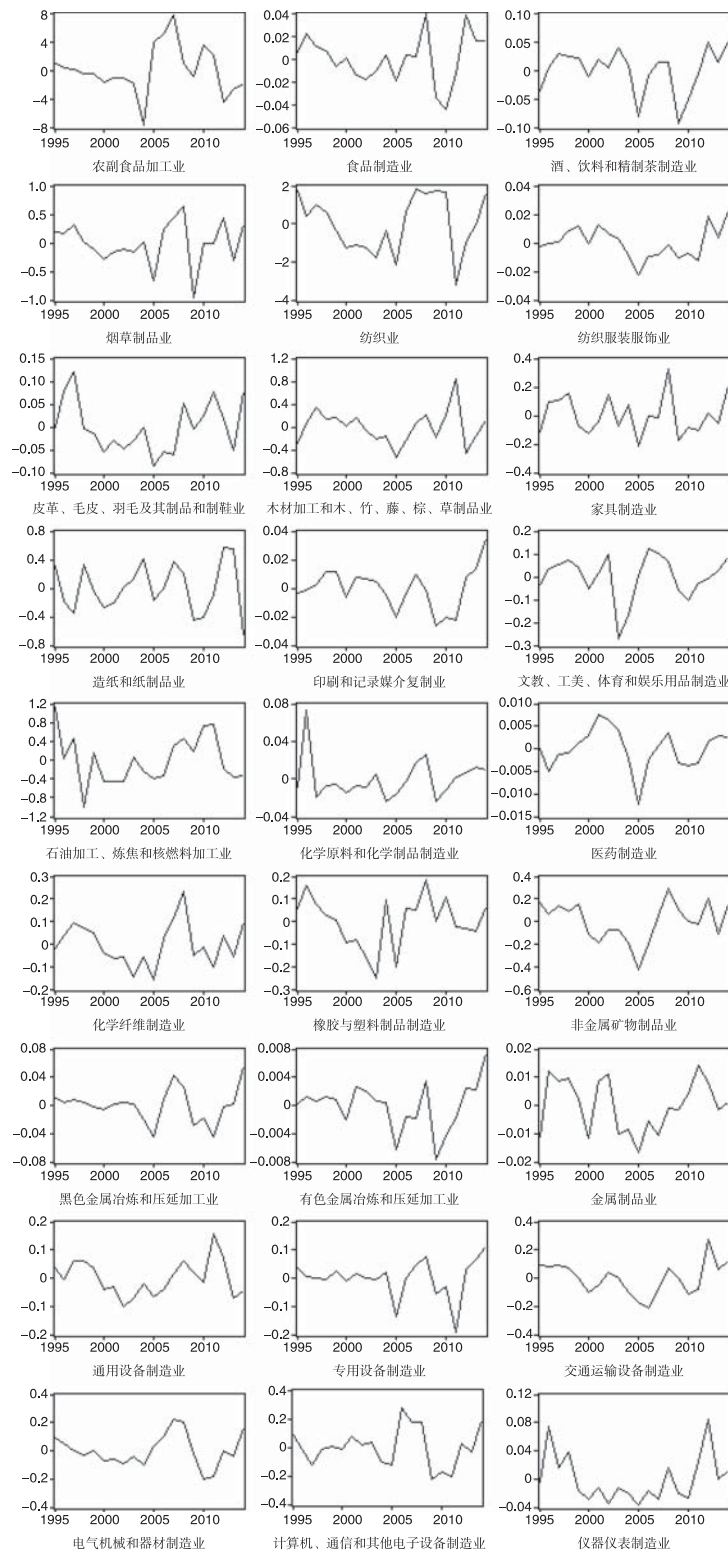 8 0.04 0.10
4 0.02 0.05
0 0.00 0.00
−0.02
−4 −0.04 −0.05
−8 −0.06 −0.10
1995 2000 2005 2010 1995 2000 2005 2010 1995 2000 2005 2010
农副食品加工业 食品制造业 酒、饮料和精制茶制造业
1.0 2 0.04
0.5 0.02
0 0 0
−0.5 −2 −0.02
−1.0 −4 −0.04
1995 2000 2005 2010 1995 2000 2005 2010 1995 2000 2005 2010
烟草制品业 纺织业 纺织服装服饰业
0.15 1.2 0.4
0.10 0.8 0.2
0.05 0.4
0 0 0
−0.05 −0.4 −0.2
−0.10 −0.8 −0.4
1995 2000 2005 2010 1995 2000 2005 2010 1995 2000 2005 2010
皮革、毛皮、羽毛及其制品和制鞋业 木材加工和木、竹、藤、棕、草制品业 家具制造业
0.8 0.04 0.2
0.4 0.02 0.1
0 0 0
−0.1
−0.4 −0.02 −0.2
−0.8 −0.04 −0.3
1995 2000 2005 2010 1995 2000 2005 2010 1995 2000 2005 2010
造纸和纸制品业 印刷和记录媒介复制业 文教、工美、体育和娱乐用品制造业
1.2 0.08 0.010
0.8 0.04 0.005
0.4 0
0 0 −0.005
−0.4
−0.8 −0.010
−1.2 −0.04 −0.015
1995 2000 2005 2010 1995 2000 2005 2010 1995 2000 2005 2010
石油加工、炼焦和核燃料加工业 化学原料和化学制品制造业 医药制造业
0.3 0.2 0.4
0.2 0.1 0.2
0.1 0 0
0 −0.1 −0.2
−0.1 −0.2 −0.4
−0.2 −0.3 −0.6
1995 2000 2005 2010 1995 2000 2005 2010 1995 2000 2005 2010
化学纤维制造业 橡胶与塑料制品制造业 非金属矿物制品业
0.08 0.008 0.02
0.04 0.004 0.01
0 0 0
−0.04 −0.004 −0.01
−0.08 −0.008 −0.02
1995 2000 2005 2010 1995 2000 2005 2010 1995 2000 2005 2010
黑色金属冶炼和压延加工业 有色金属冶炼和压延加工业 金属制品业
0.2 0.2 0.4
0.1 0.1 0.2
0 0 0
−0.1 −0.1 −0.2
−0.2 −0.2 −0.4
1995 2000 2005 2010 1995 2000 2005 2010 1995 2000 2005 2010
通用设备制造业 专用设备制造业 交通运输设备制造业
0.4 0.4 0.12
0.2 0.2 0.08
0 0 0.04
−0.2 −0.2 0
−0.4 −0.4 −0.04
1995 2000 2005 2010 1995 2000 2005 2010 1995 2000 2005 2010
电气机械和器材制造业 计算机、通信和其他电子设备制造业 仪器仪表制造业